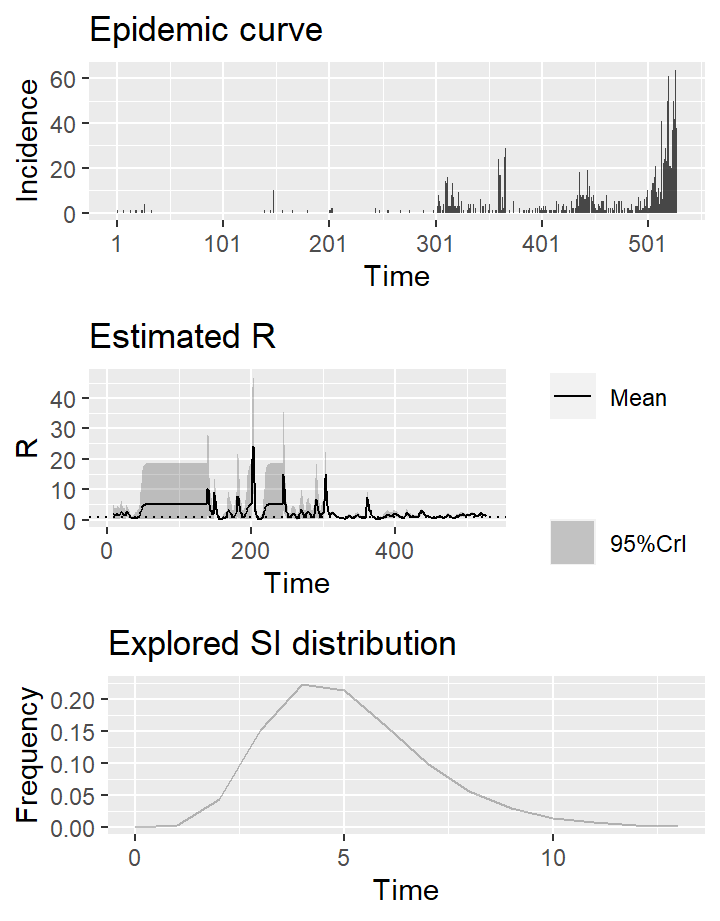 Epidemic curve
60
40
20
0
Incidence
1 101 201 301 401 501
Time
Estimated R
40
30
20
10
0
R
0 200 400
Time
Mean
95%CrI
Explored SI distribution
0.20
0.15
0.10
0.05
0.00
Frequency
0 5 10
Time